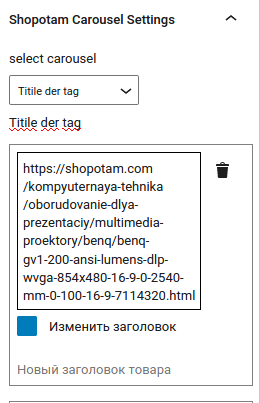 Shopotam Carousel Settings
select carousel
Titile der tag
Titile der tag
https://shopotam.com
/kompyuternaya-tehnika
/oborudovanie-dlya-
prezentaciy/multimedia-
proektory/benq/benq-
gv1-200-ansi-lumens-dlp-
wvga-854x480-16-9-0-2540-
mm-0-100-16-9-7114320.html
Изменить заголовок
Новый заголовок товара